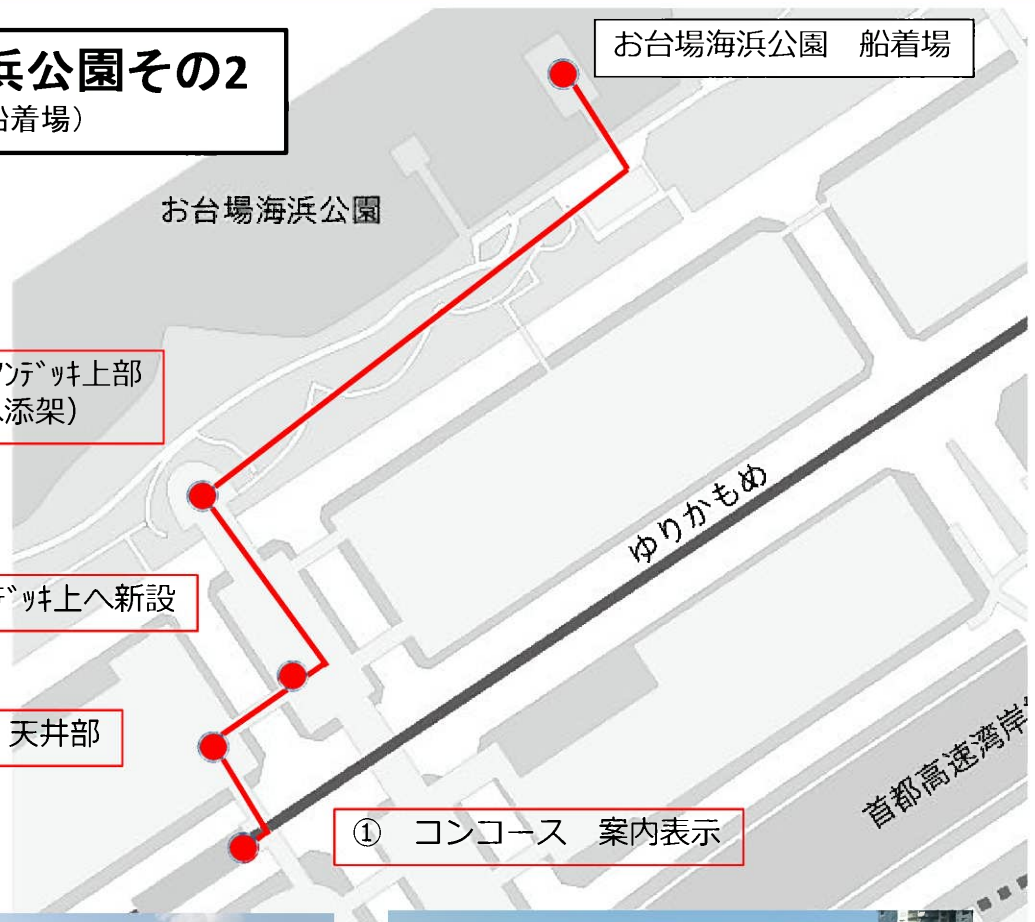 浜公園その2
船着場）
お台場海浜公園　船着場
お台場海浜公園
ﾝﾃﾞｯｷ上部
添架）
ﾃﾞｯｷ上へ新設
天井部
ゆりかもめ
首都高速湾岸
①　コンコース　案内表示